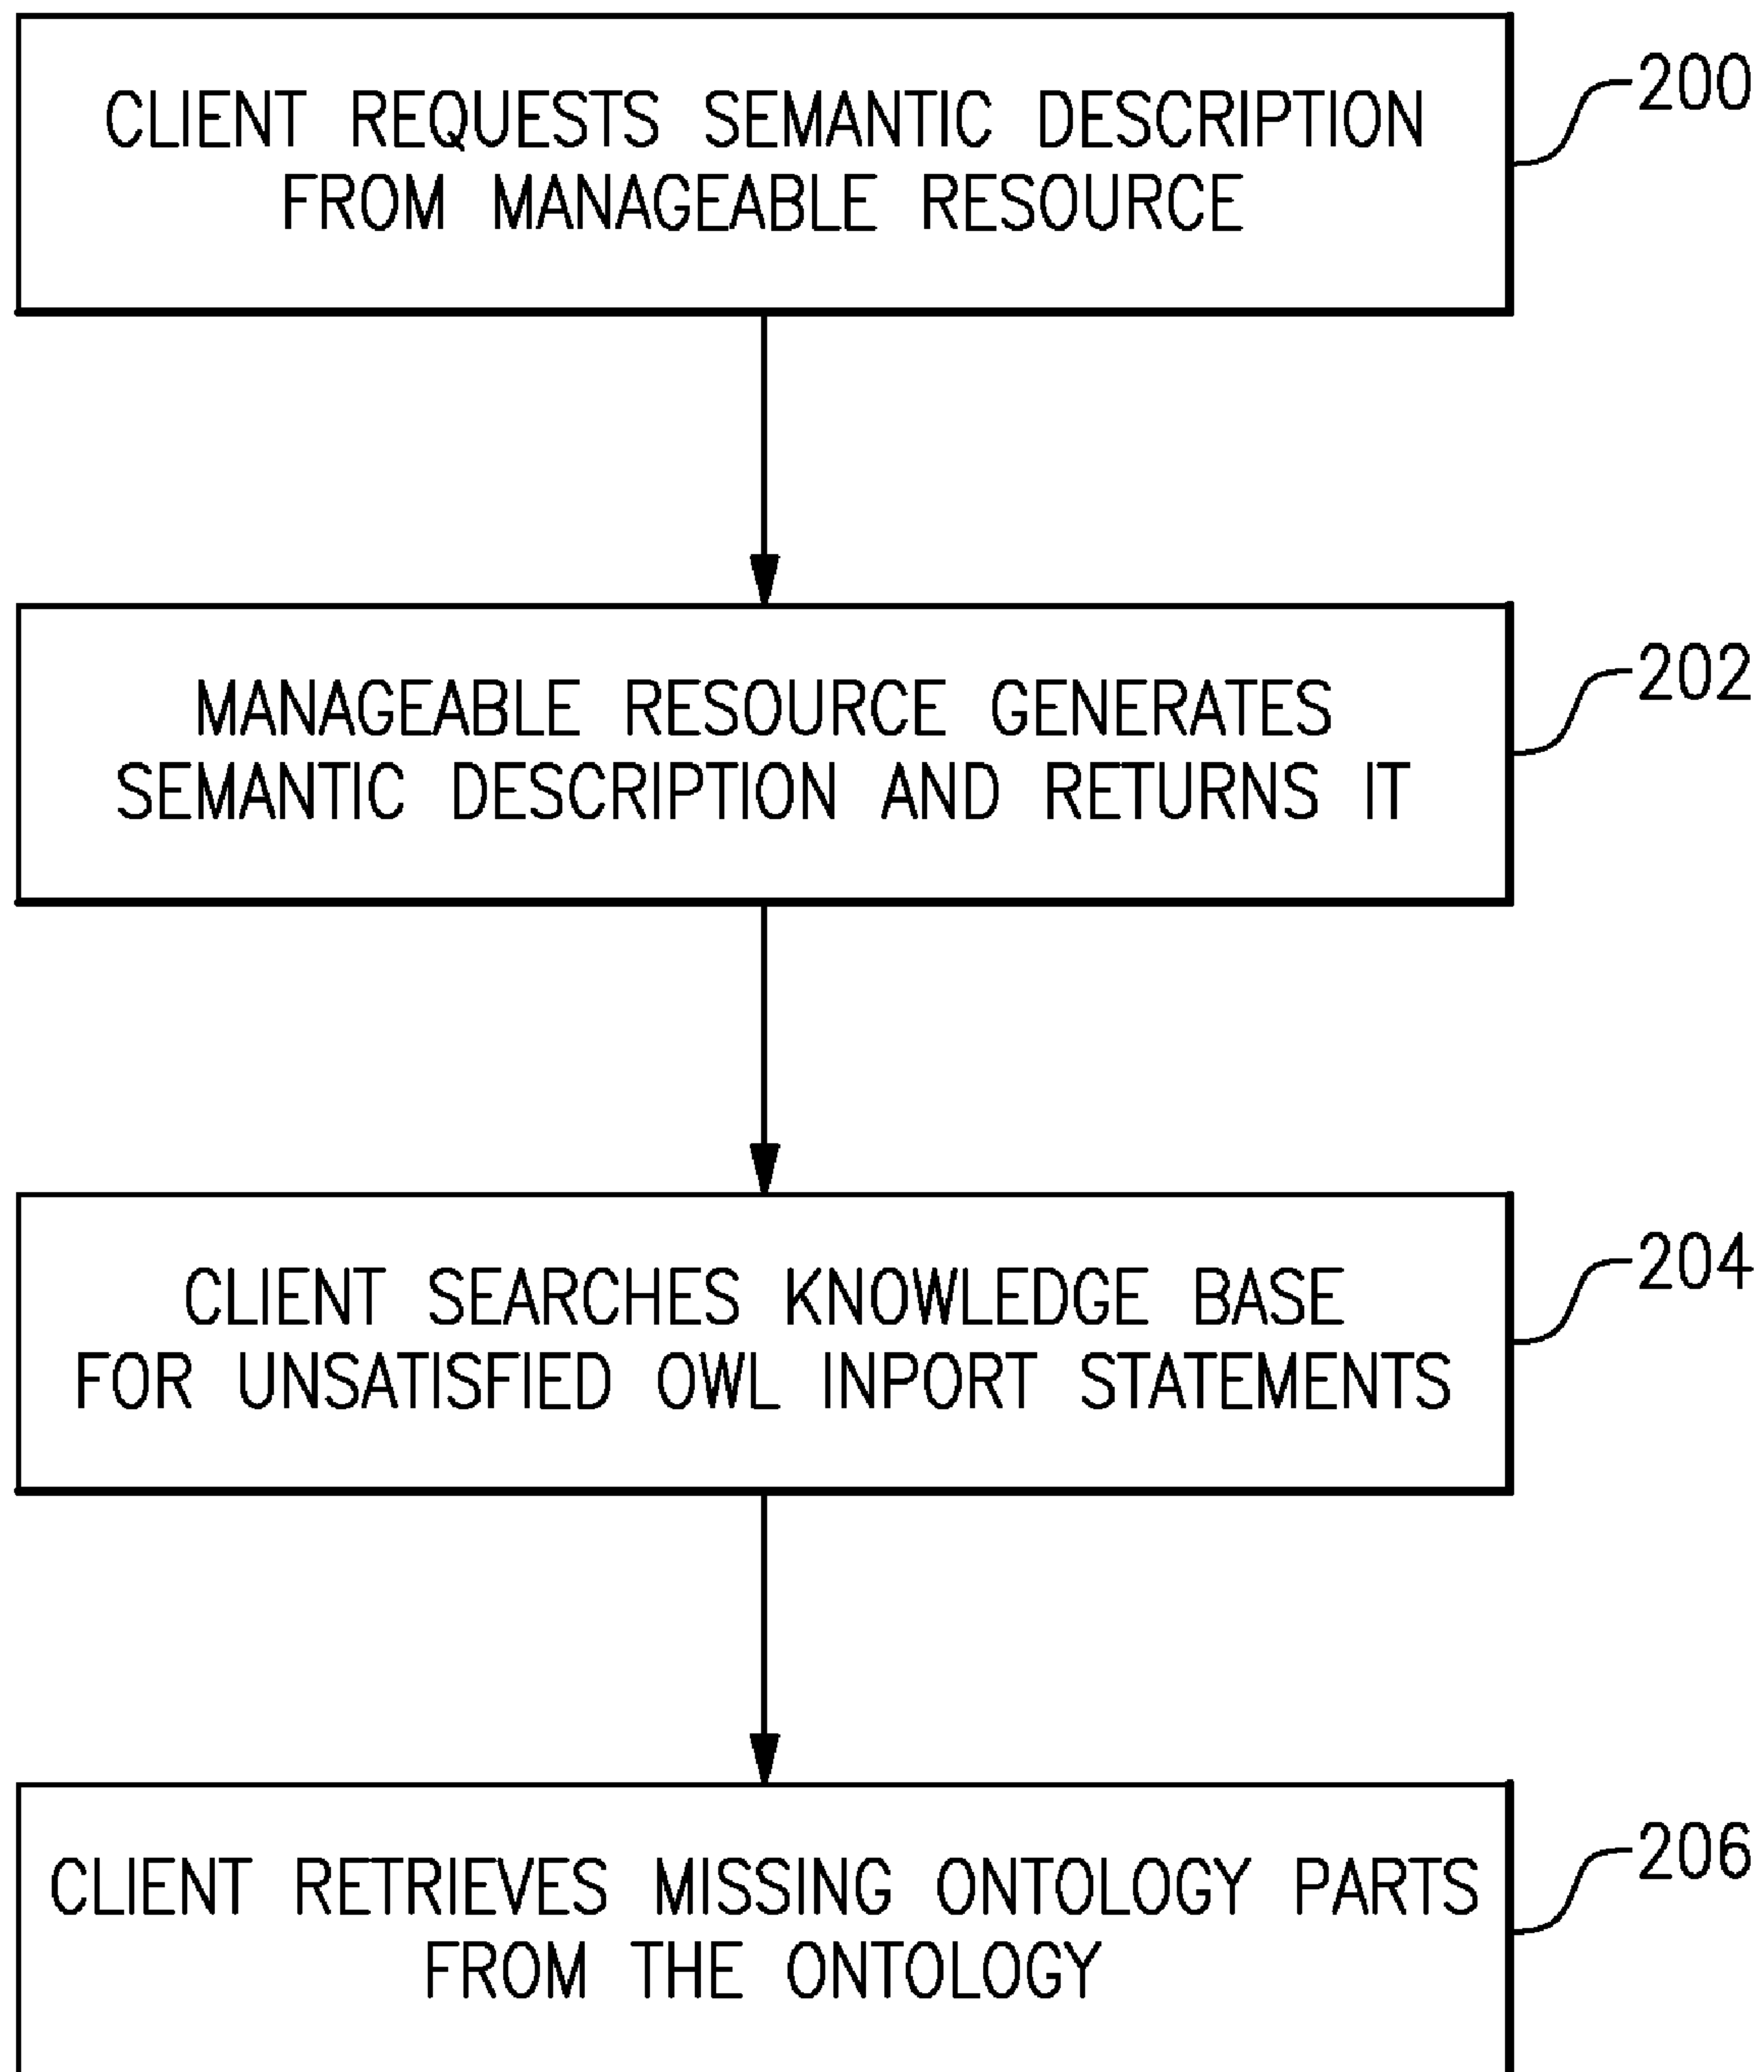 CLIENT REQUESTS SEMANTIC DESCRIPTION
FROM MANAGEABLE RESOURCE
200
MANAGEABLE RESOURCE GENERATES
SEMANTIC DESCRIPTION AND RETURNS IT
202
CLIENT SEARCHES KNOWLEDGE BASE
FOR UNSATISFIED OWL INPORT STATEMENTS
204
CLIENT RETRIEVES MISSING ONTOLOGY PARTS
FROM THE ONTOLOGY
206